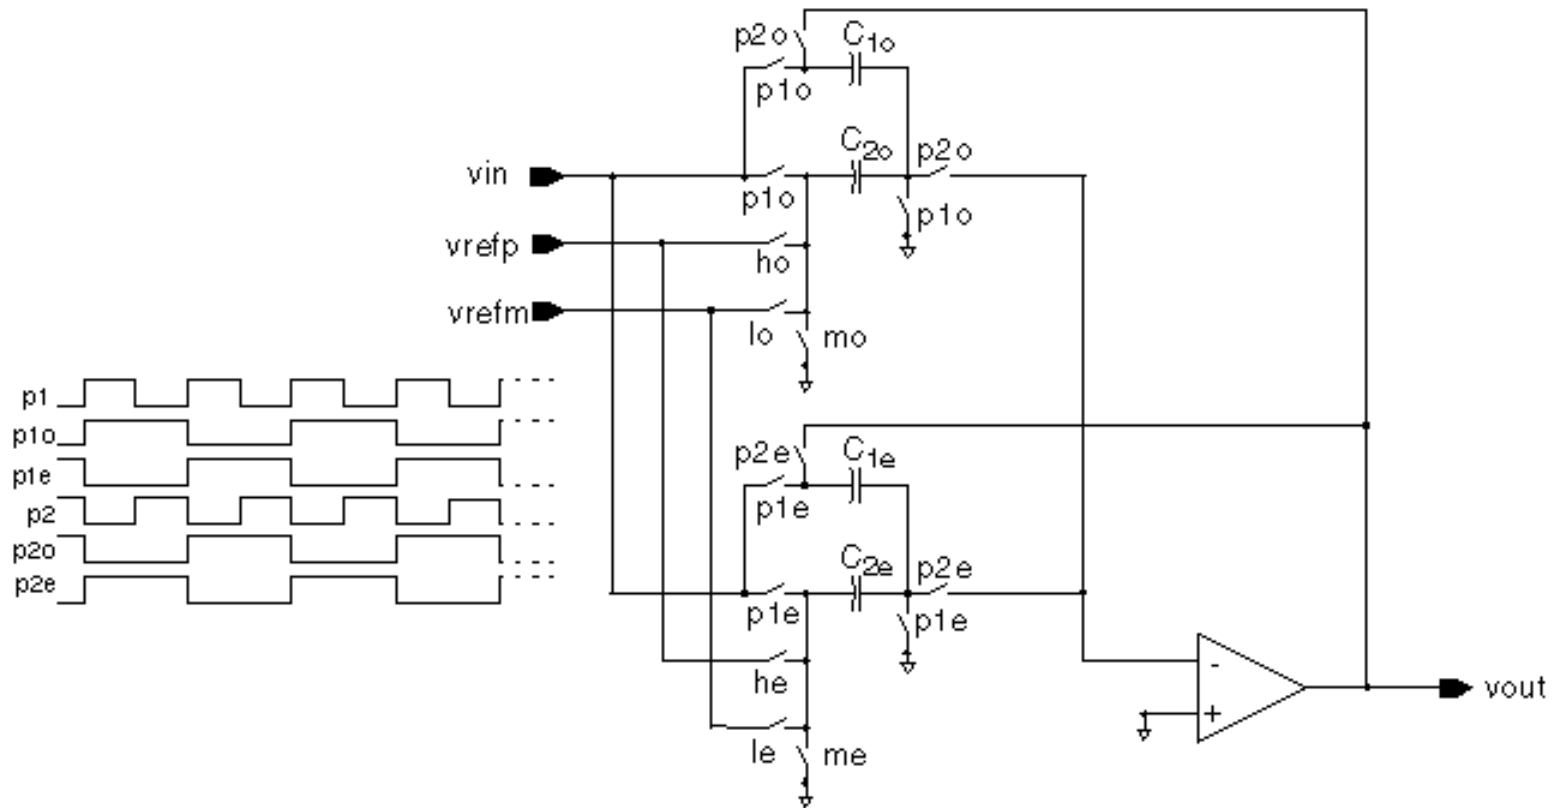 p2o
C1o
p1o
vin
p1o
C2o
p2o
p1o
vrefp
ho
vrefm
lo
mo
p1
p1o
p1e
p2
p2o
p2e
p2e
C1e
p1e
C2e
p2e
p1e
p1e
he
le
me
-
+
vout